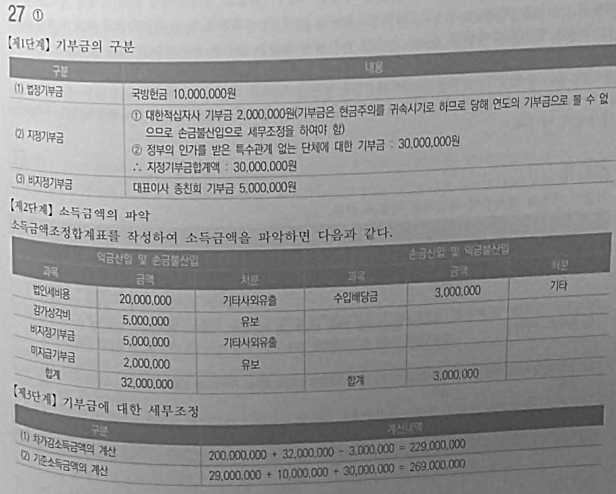 27 ①
【제1단계】 기부금의 구분
구분 내용
(1) 법정기부금 국방헌금 10,000,000원
(2) 지정기부금 ① 대한적십자사 기부금 2,000,000원(기부금은 현금주의를 귀속시기로 하므로 당해 연도의 기부금으로 볼 수 없
으므로 손금불산입으로 세무조정을 하여야 함)
② 정부의 인가를 받은 특수관계 없는 단체에 대한 기부금 : 30,000,000원
∴ 지정기부금합계액 : 30,000,000원
(3) 비지정기부금 대표이사 종친회 기부금 5,000,000원
【제2단계】 소득금액의 파악
소득금액조정합계표를 작성하여 소득금액을 파악하면 다음과 같다.
익금산입 및 손금불산입 손금산입 및 익금불산입
과목 금액 처분 과목 금액 처분
법인세비용 20,000,000 기타사외유출 수입배당금 3,000,000 기타
감가상각비 5,000,000 유보
비지정기부금 5,000,000 기타사외유출
미지급기부금 2,000,000 유보
합계 32,000,000 합계 3,000,000
【제3단계】 기부금에 대한 세무조정
구분 계산내역
(1) 차가감소득금액의 계산 200,000,000 + 32,000,000 - 3,000,000 = 229,000,000
(2) 기준소득금액의 계산 29,000,000 + 10,000,000 + 30,000,000 = 269,000,000